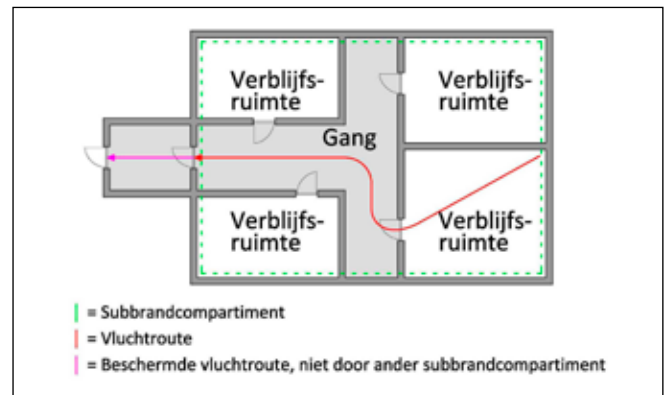 Verblijfs-
ruimte
Verblijfs-
ruimte
Gang
Verblijfs-
ruimte
Verblijfs-
ruimte
= Subbrandcompartiment
= Vluchtroute
= Beschermde vluchtroute, niet door ander subbrandcompartiment